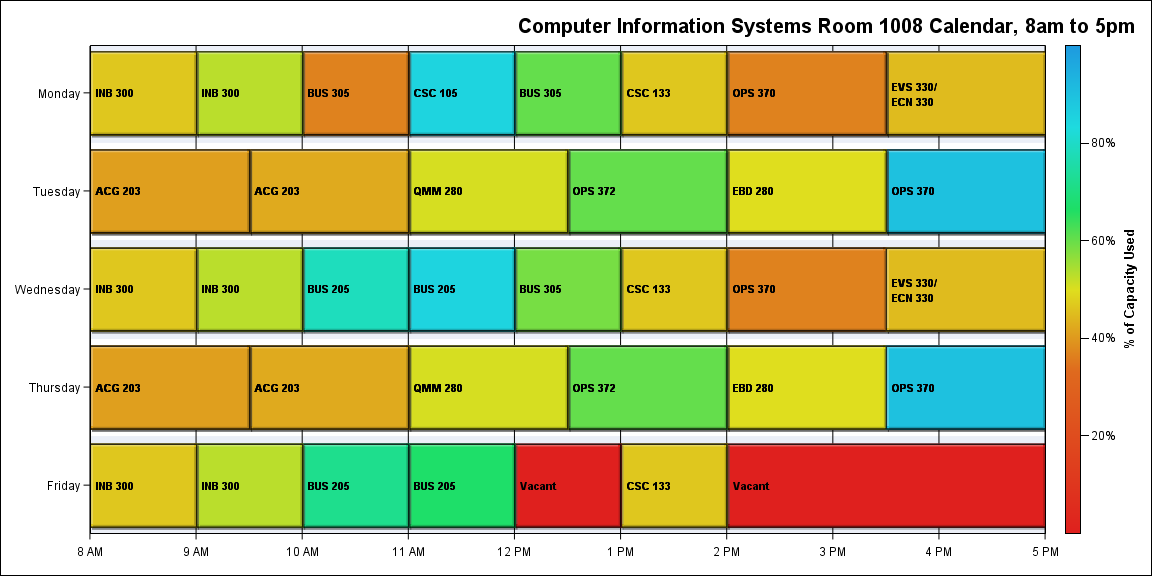 Computer Information Systems Room 1008 Calendar, 8am to 5pm
Monday
INB 300
INB 300
BUS 305
CSC 105
BUS 305
CSC 133
OPS 370
EVS 330/
ECN 330
Tuesday
ACG 203
ACG 203
QMM 280
OPS 372
EBD 280
OPS 370
Wednesday
INB 300
INB 300
BUS 205
BUS 205
BUS 305
CSC 133
OPS 370
EVS 330/
ECN 330
Thursday
ACG 203
ACG 203
QMM 280
OPS 372
EBD 280
OPS 370
Friday
INB 300
INB 300
BUS 205
BUS 205
Vacant
CSC 133
Vacant
8 AM
9 AM
10 AM
11 AM
12 PM
1 PM
2 PM
3 PM
4 PM
5 PM
80%
60%
40%
20%
% of Capacity Used